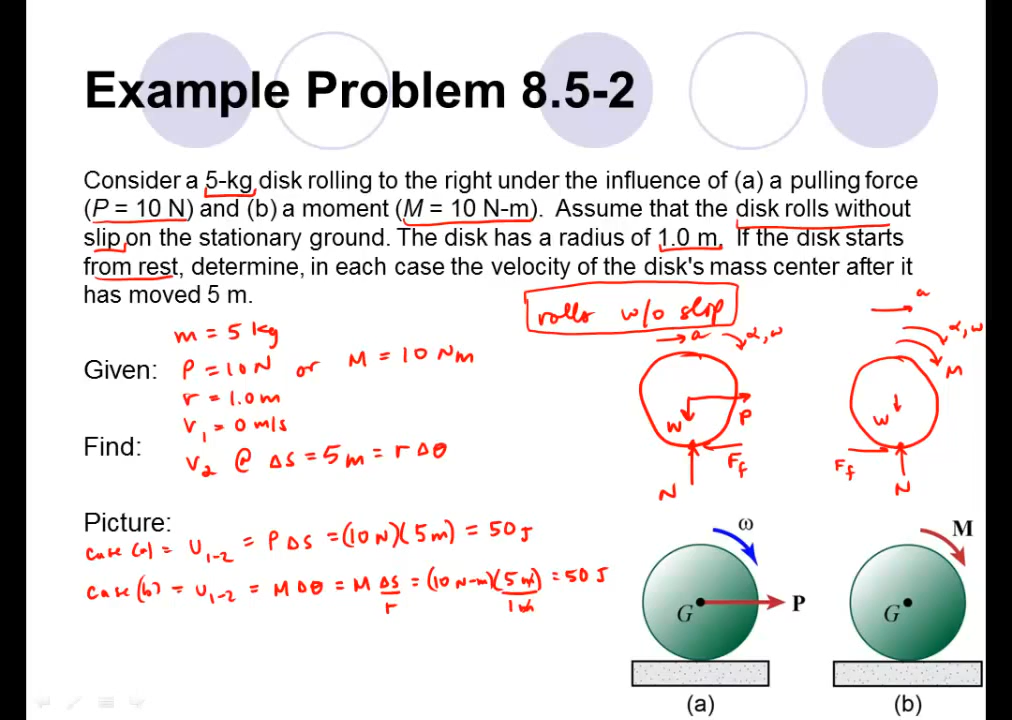 Example Problem 8.5-2
Consider a 5-kg disk rolling to the right under the influence of (a) a pulling force
(P = 10 N) and (b) a moment (M = 10 N-m). Assume that the disk rolls without
slip on the stationary ground. The disk has a radius of 1.0 m. If the disk starts
from rest, determine, in each case the velocity of the disk's mass center after it
has moved 5 m.
rolls w/o slip
m = 5 kg
Given: P = 10 N or M = 10 Nm
r = 1.0 m
V₁ = 0 m/s
Find: V₂ @ Δs = 5 m = r Δθ
a α, ω
W P
Ff
N
a
α, ω
M
W
Ff
N
Picture:
Case (a) = U₁₋₂ = P Δs = (10 N)(5 m) = 50 J
Case (b) = U₁₋₂ = M Δθ = M Δs/r = (10 N-m)(5 m)/1 m = 50 J
ω
G P
(a)
M
G
(b)